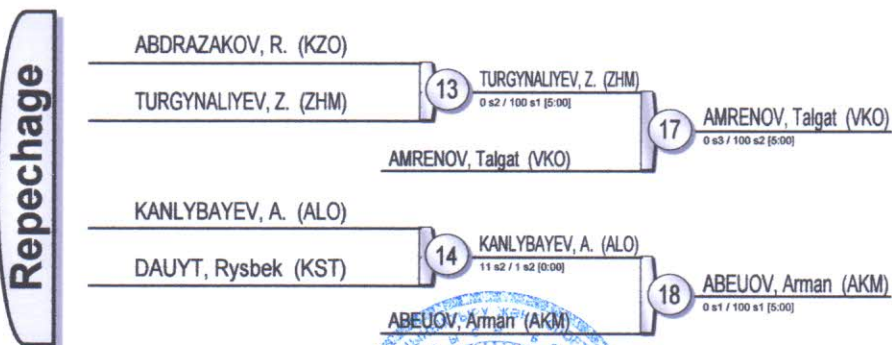 Repechage
ABDRAZAKOV, R. (KZO)
TURGYNALIYEV, Z. (ZHM)
13
TURGYNALIYEV, Z. (ZHM)
0 s2 / 100 s1 [5:00]
AMRENOV, Talgat (VKO)
17
AMRENOV, Talgat (VKO)
0 s3 / 100 s2 [5:00]
KANLYBAYEV, A. (ALO)
DAUYT, Rysbek (KST)
14
KANLYBAYEV, A. (ALO)
11 s2 / 1 s2 [0:00]
ABEUOV, Arman (AKM)
18
ABEUOV, Arman (AKM)
0 s1 / 100 s1 [5:00]